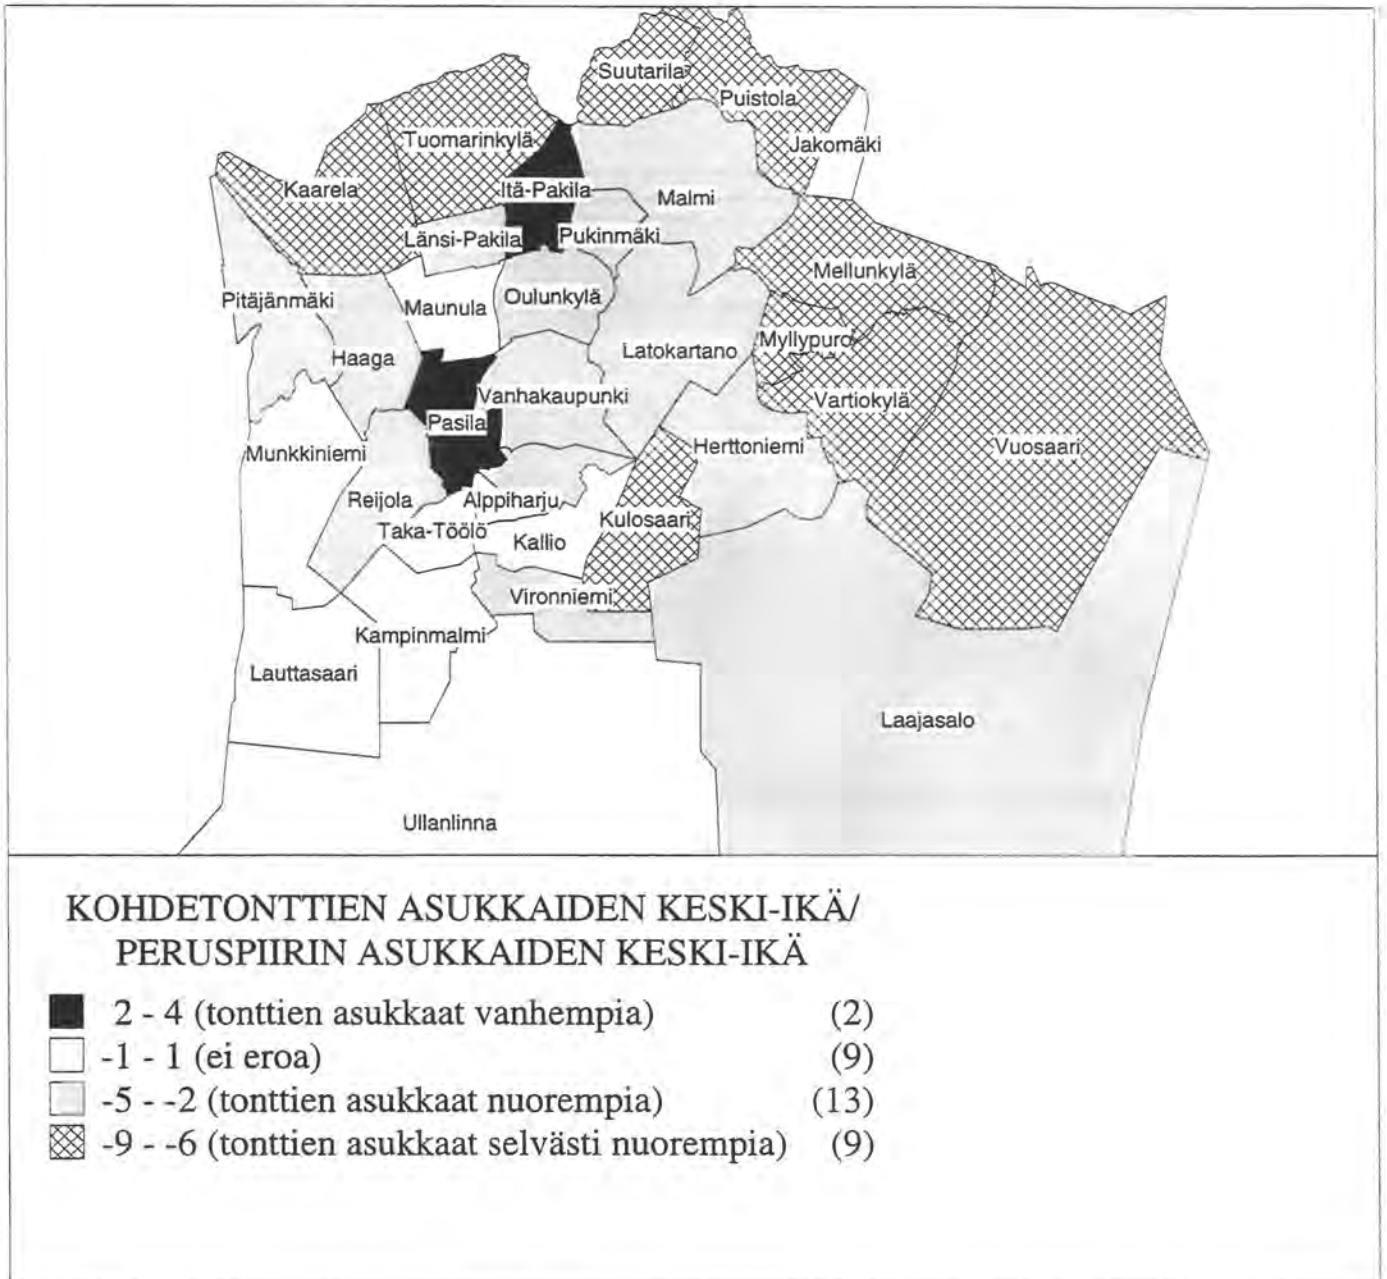 Suutarila
Puistola
Tuomarinkylä
Jakomäki
Kaarela
Itä-Pakila
Malmi
Länsi-Pakila
Pukinmäki
Mellunkylä
Pitäjänmäki
Maunula
Oulunkylä
Haaga
Latokartano
Myllypuro
Vanhakaupunki
Vartiokylä
Pasila
Munkkiniemi
Herttoniemi
Vuosaari
Reijola
Alppiharju
Kulosaari
Taka-Töölö
Kallio
Vironniemi
Kampinmalmi
Lauttasaari
Laajasalo
Ullanlinna
KOHDETONTTIEN ASUKKAIDEN KESKI-IKÄ/
PERUSPIIRIN ASUKKAIDEN KESKI-IKÄ
2 - 4 (tonttien asukkaat vanhempia) (2)
-1 - 1 (ei eroa) (9)
-5 - -2 (tonttien asukkaat nuorempia) (13)
-9 - -6 (tonttien asukkaat selvästi nuorempia) (9)